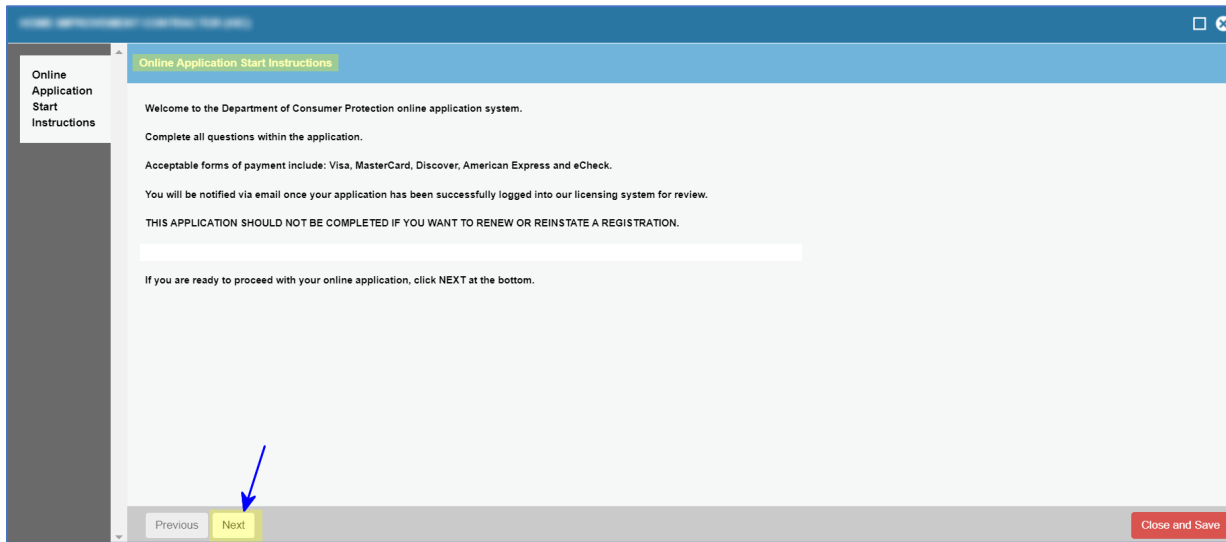 HOME IMPROVEMENT CONTRACTOR (HIC)
Online
Application
Start
Instructions
Online Application Start Instructions
Welcome to the Department of Consumer Protection online application system.
Complete all questions within the application.
Acceptable forms of payment include: Visa, MasterCard, Discover, American Express and eCheck.
You will be notified via email once your application has been successfully logged into our licensing system for review.
THIS APPLICATION SHOULD NOT BE COMPLETED IF YOU WANT TO RENEW OR REINSTATE A REGISTRATION.
If you are ready to proceed with your online application, click NEXT at the bottom.
Previous Next Close and Save